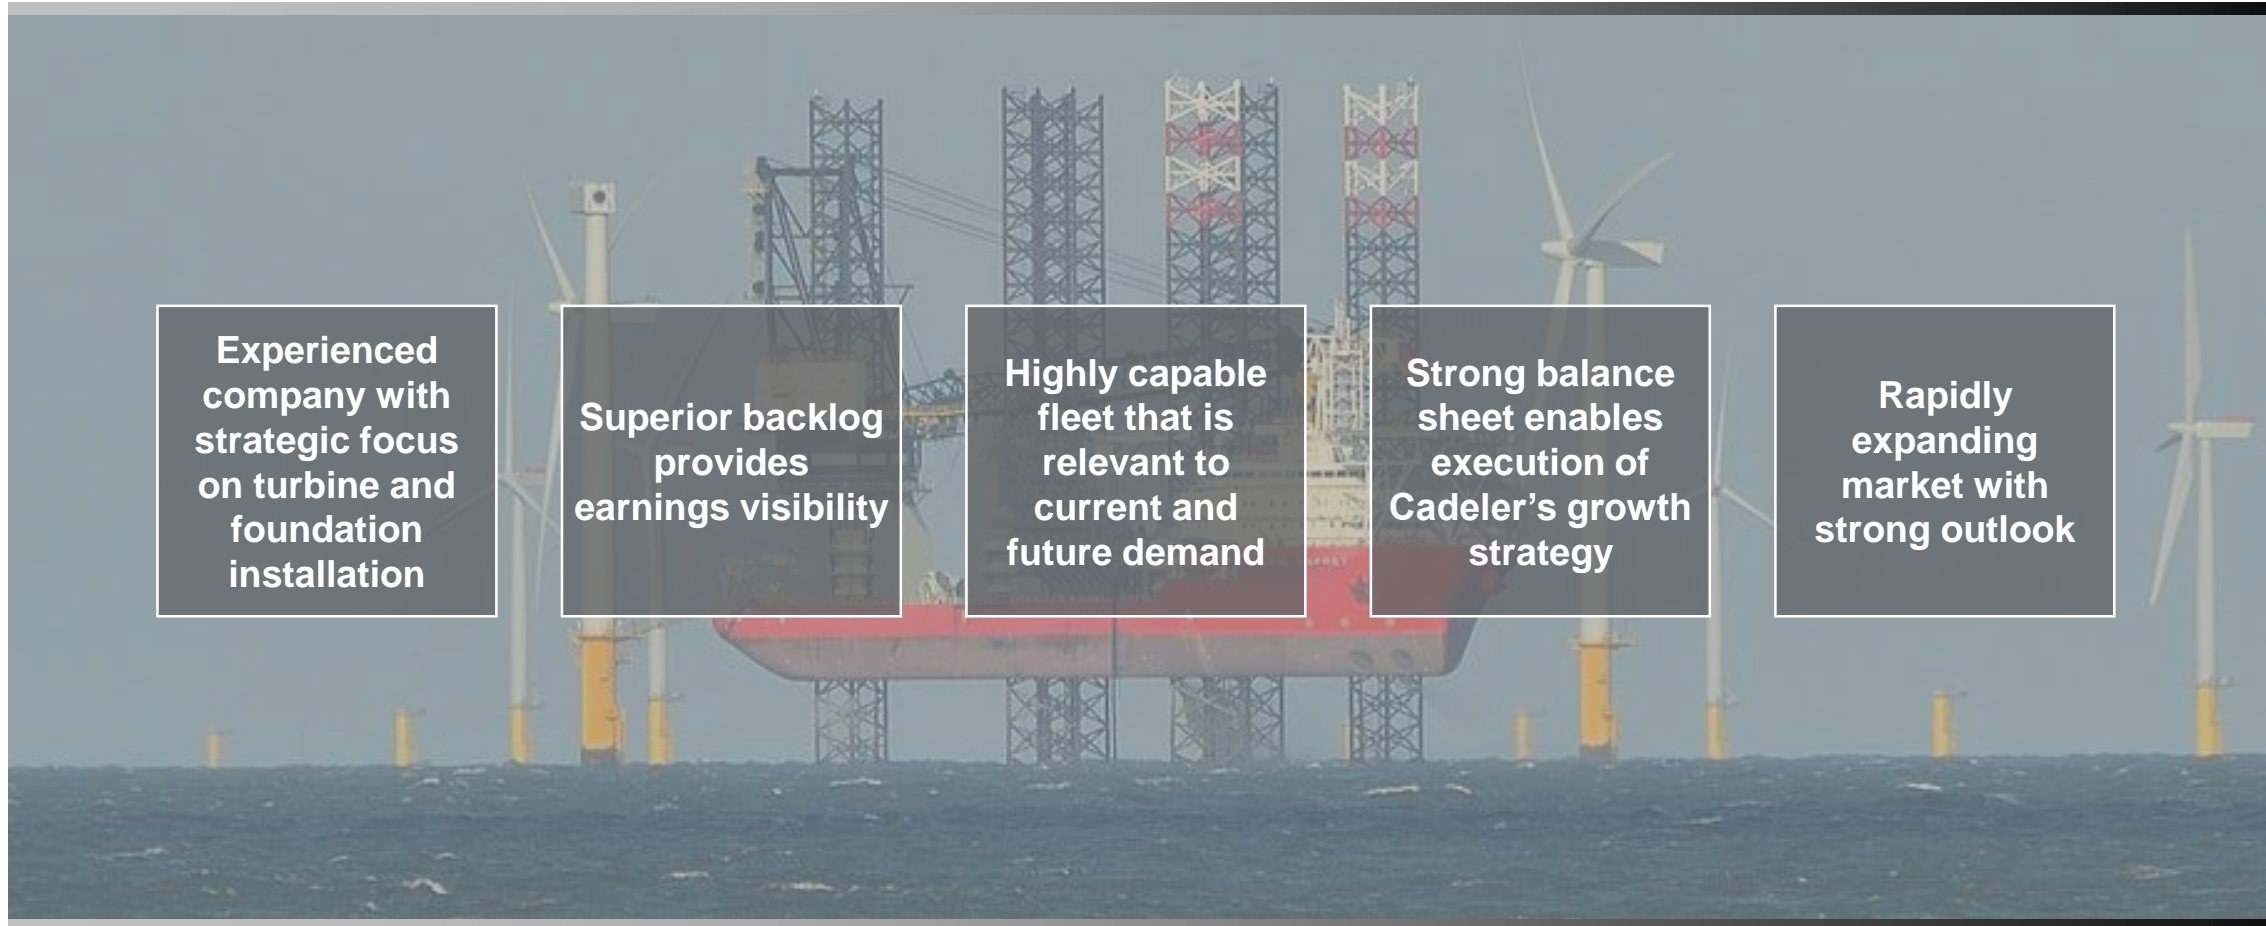 Experienced
company with
strategic focus
on turbine and
foundation
installation
Superior backlog
provides
earnings visibility
Highly capable
fleet that is
relevant to
current and
future demand
Strong balance
sheet enables
execution of
Cadeler’s growth
strategy
Rapidly
expanding
market with
strong outlook